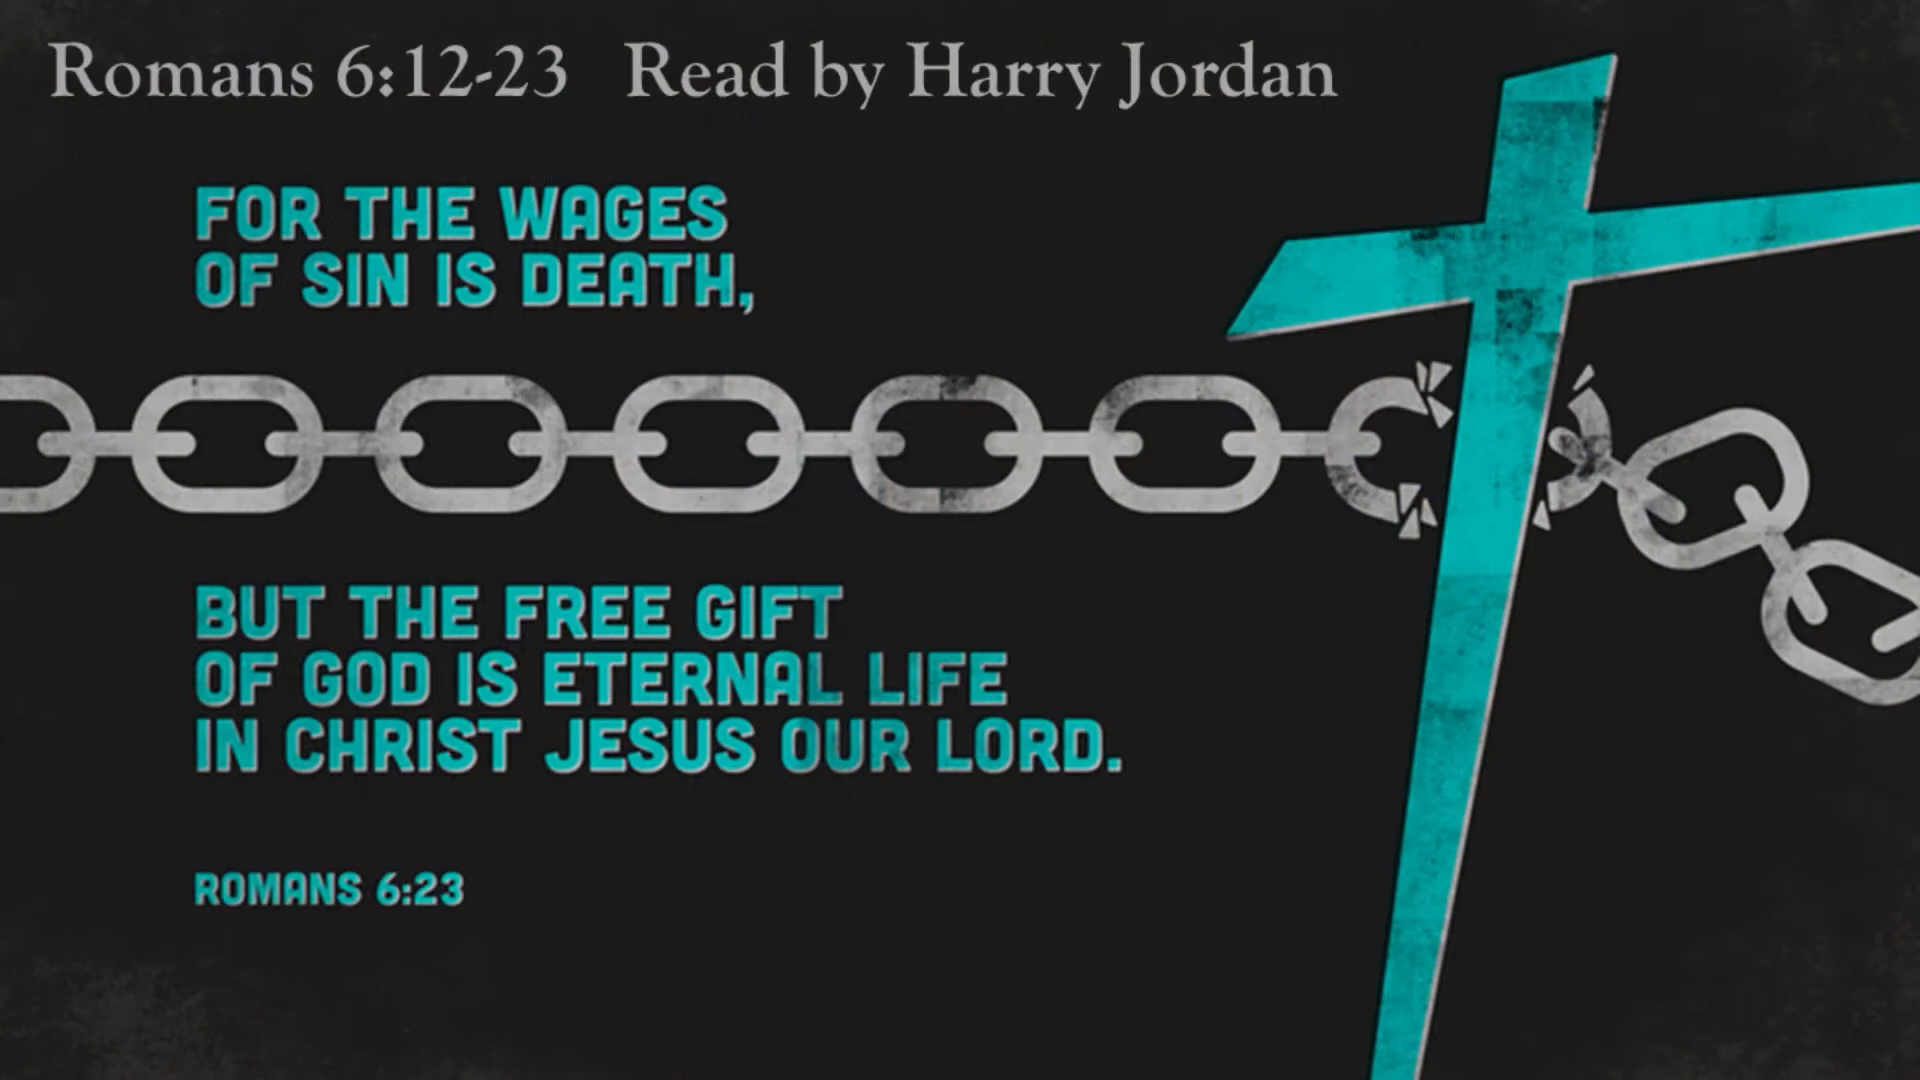 Romans 6:12-23 Read by Harry Jordan
FOR THE WAGES
OF SIN IS DEATH,
BUT THE FREE GIFT
OF GOD IS ETERNAL LIFE
IN CHRIST JESUS OUR LORD.
ROMANS 6:23